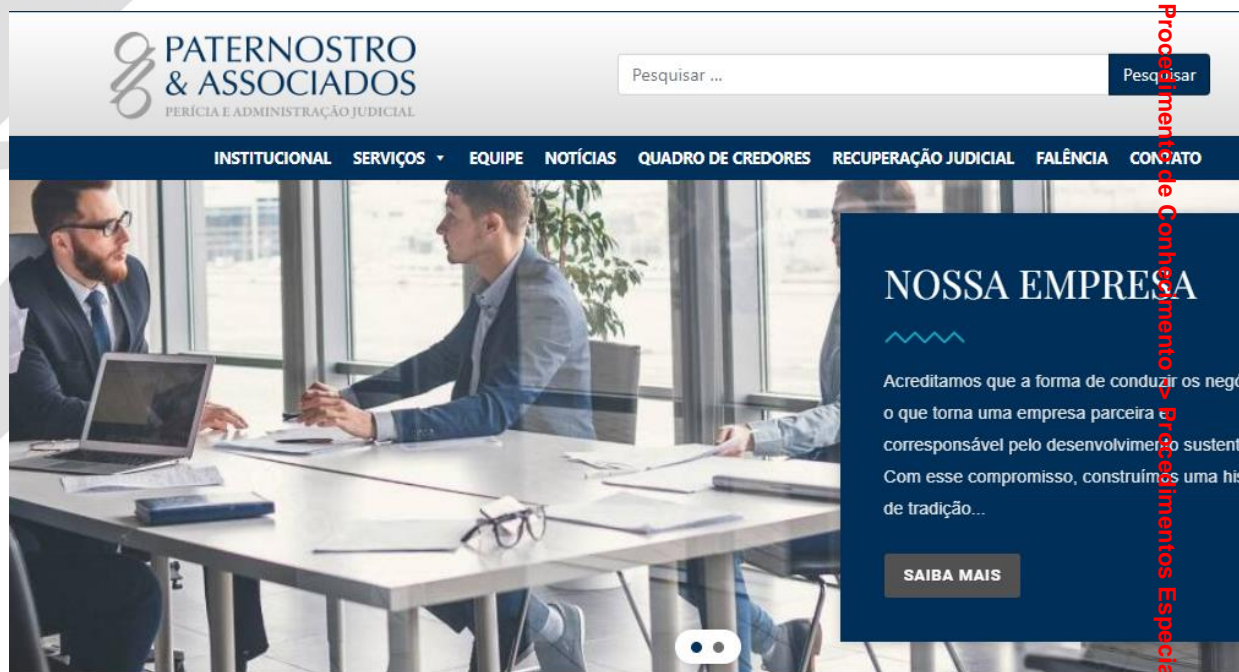 PATERNOSTRO
& ASSOCIADOS
PERÍCIA E ADMINISTRAÇÃO JUDICIAL
Pesquisar ...
Pesquisar
INSTITUCIONAL SERVIÇOS EQUIPE NOTÍCIAS QUADRO DE CREDORES RECUPERAÇÃO JUDICIAL FALÊNCIA CONTATO
NOSSA EMPRESA
Acreditamos que a forma de conduzir os negó
o que torna uma empresa parceira e
corresponsável pelo desenvolvimento sustent
Com esse compromisso, construímos uma his
de tradição...
SAIBA MAIS
Procedimento de Conhecimento -> Procedimentos Especia